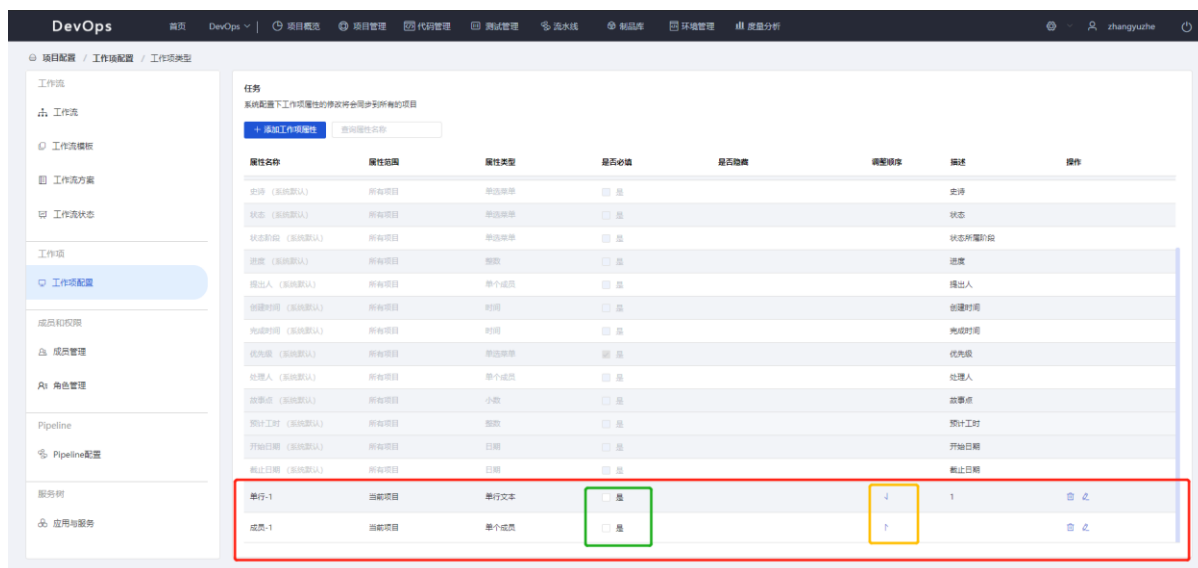 DevOps 首页 DevOps 项目概览 项目管理 代码管理 测试管理 流水线 制品库 环境管理 度量分析 zhangyuzhe
项目配置 / 工作项配置 / 工作项类型
工作流
工作流
工作流模板
工作流方案
工作流状态
工作项
工作项配置
成员和权限
成员管理
角色管理
Pipeline
Pipeline配置
服务树
应用与服务
任务
系统配置下工作项属性的修改将会同步到所有的项目
+ 添加工作项属性 查询属性名称
属性名称 属性范围 属性类型 是否必填 是否隐藏 调整顺序 描述 操作
史诗 (系统默认) 所有项目 单选菜单 是 史诗
状态 (系统默认) 所有项目 单选菜单 是 状态
状态阶段 (系统默认) 所有项目 单选菜单 是 状态所属阶段
进度 (系统默认) 所有项目 整数 是 进度
提出人 (系统默认) 所有项目 单个成员 是 提出人
创建时间 (系统默认) 所有项目 时间 是 创建时间
完成时间 (系统默认) 所有项目 时间 是 完成时间
优先级 (系统默认) 所有项目 单选菜单 是 优先级
处理人 (系统默认) 所有项目 单个成员 是 处理人
故事点 (系统默认) 所有项目 小数 是 故事点
预计工时 (系统默认) 所有项目 整数 是 预计工时
开始日期 (系统默认) 所有项目 日期 是 开始日期
截止日期 (系统默认) 所有项目 日期 是 截止日期
单行-1 当前项目 单行文本 是 1
成员-1 当前项目 单个成员 是